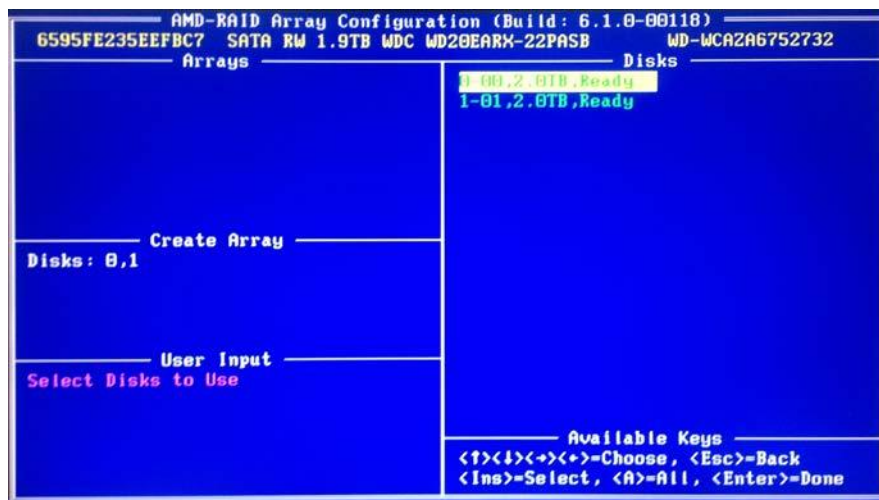 AMD-RAID Array Configuration (Build: 6.1.0-00118)
6595FE235EEFBC7 SATA RW 1.9TB WDC WD20EARX-22PASB WD-WCAZA6752732
Arrays
Disks
0-00,2.0TB,Ready
1-01,2.0TB,Ready
Create Array
Disks: 0,1
User Input
Select Disks to Use
Available Keys
<↑><↓><→><←>=Choose, <Esc>=Back
<Ins>=Select, <A>=All, <Enter>=Done